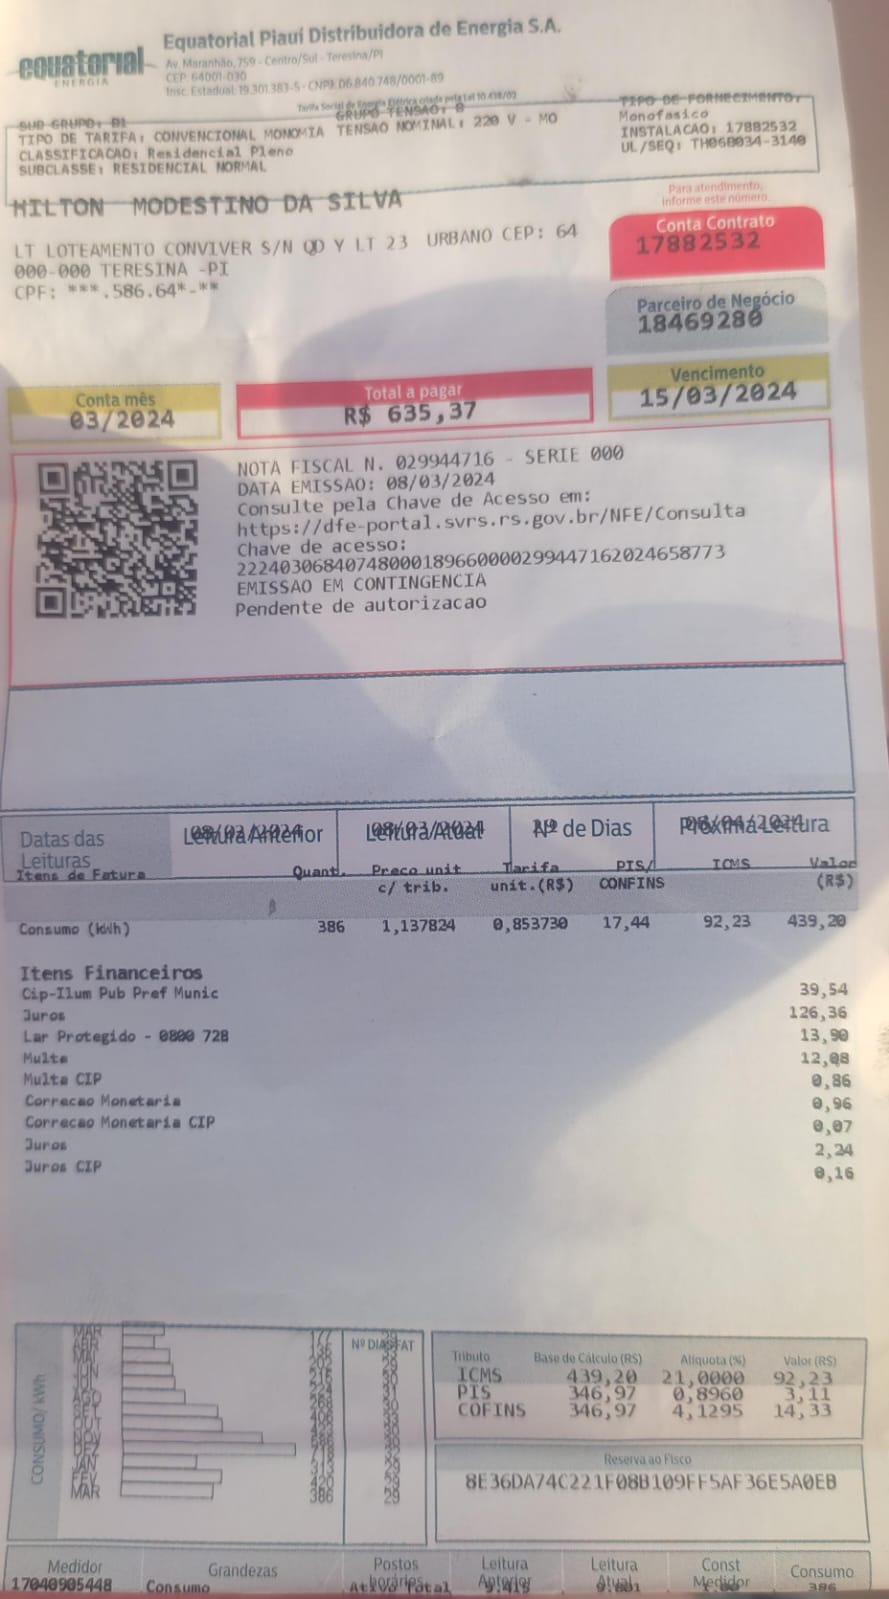 equatorial
ENERGIA
Equatorial Piauí Distribuidora de Energia S.A.
Av. Maranhão, 759 - Centro/Sul - Teresina/PI
CEP: 64001-030
Insc. Estadual: 19.301.383-5 - CNPJ: 06.840.748/0001-89
Tarifa Social de Energia Elétrica criada pela Lei 10.438/02
SUB GRUPO: B1 GRUPO TENSAO: B TIPO DE FORNECIMENTO:
TIPO DE TARIFA: CONVENCIONAL MONOMIA TENSAO NOMINAL: 220 V - MO Monofasico
CLASSIFICACAO: Residencial Pleno INSTALACAO: 17882532
SUBCLASSE: RESIDENCIAL NORMAL UL/SEQ: TH06B034-3140
MILTON MODESTINO DA SILVA
Para atendimento,
informe este número.
LT LOTEAMENTO CONVIVER S/N QD Y LT 23 URBANO CEP: 64
000-000 TERESINA -PI
CPF: ***.586.64*-**
Conta Contrato
17882532
Parceiro de Negócio
18469280
Conta mês
03/2024
Total a pagar
R$ 635,37
Vencimento
15/03/2024
NOTA FISCAL N. 029944716 - SERIE 000
DATA EMISSAO: 08/03/2024
Consulte pela Chave de Acesso em:
https://dfe-portal.svrs.rs.gov.br/NFE/Consulta
Chave de acesso:
22240306840748000189660000299447162024658773
EMISSAO EM CONTINGENCIA
Pendente de autorizacao
Datas das Leituras Leitura Anterior Leitura Atual Nº de Dias Próxima Leitura
08/02/2024 08/03/2024
Itens de Fatura Quant. Preco unit c/ trib. Tarifa unit.(R$) PIS/ CONFINS ICMS Valor (R$)
Consumo (kWh) 386 1,137824 0,853730 17,44 92,23 439,20
Itens Financeiros
Cip-Ilum Pub Pref Munic 39,54
Juros 126,36
Lar Protegido - 0800 728 13,90
Multa 12,08
Multa CIP 0,86
Correcao Monetaria 0,96
Correcao Monetaria CIP 0,07
Juros 2,24
Juros CIP 0,16
CONSUMO/ kWh
Nº DIAS FAT
MAR 177
ABR
MAI
JUN
AGO
SET
OUT
NOV
DEZ
JAN
FEV 420
MAR 386 29
Tributo Base de Cálculo (R$) Alíquota (%) Valor (R$)
ICMS 439,20 21,0000 92,23
PIS 346,97 0,8960 3,11
COFINS 346,97 4,1295 14,33
Reserva ao Fisco
8E36DA74C221F08B109FF5AF36E5A0EB
Medidor Grandezas Postos horários Leitura Anterior Leitura Atual Const Medidor Consumo
17040905448 Consumo Ativo Total 9.415 9.801 1.00 386